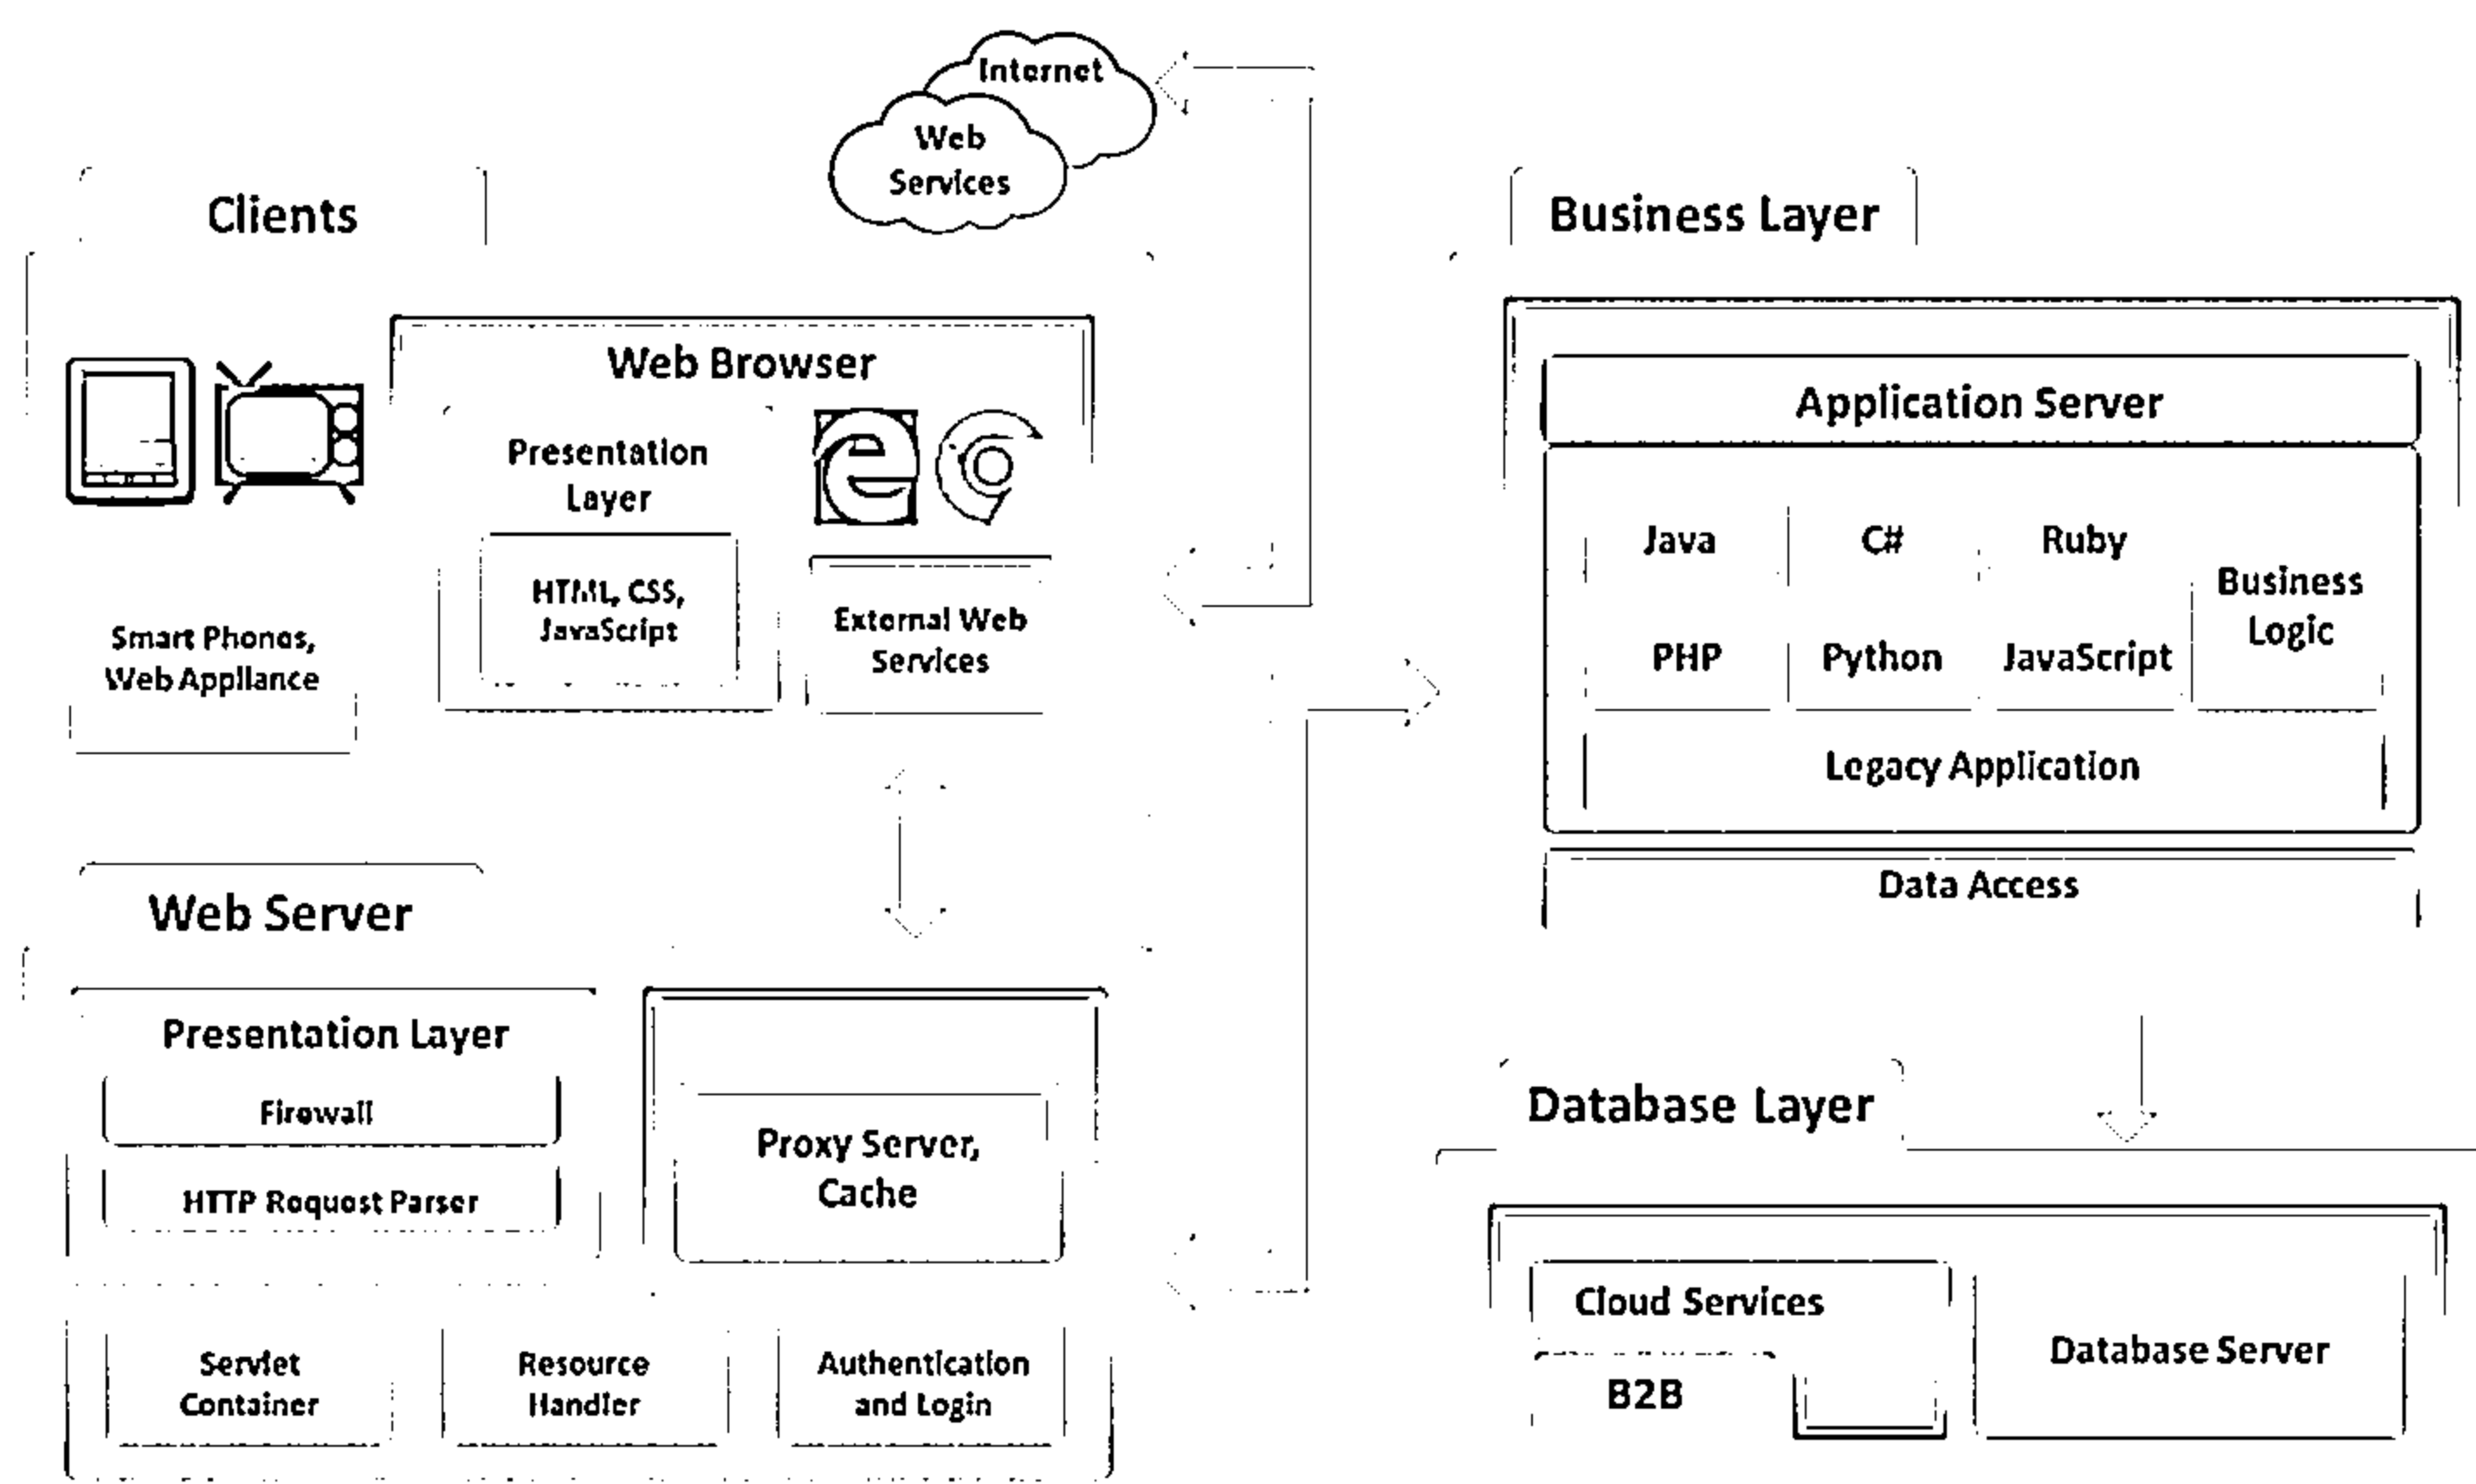 Internet
Web
Services
Clients
Web Browser
Presentation
Layer
HTML, CSS,
JavaScript
External Web
Services
Smart Phones,
Web Appliance
Business Layer
Application Server
Java
C#
Ruby
PHP
Python
JavaScript
Business
Logic
Legacy Application
Data Access
Web Server
Presentation Layer
Firewall
HTTP Request Parser
Proxy Server,
Cache
Servlet
Container
Resource
Handler
Authentication
and Login
Database Layer
Cloud Services
B2B
Database Server